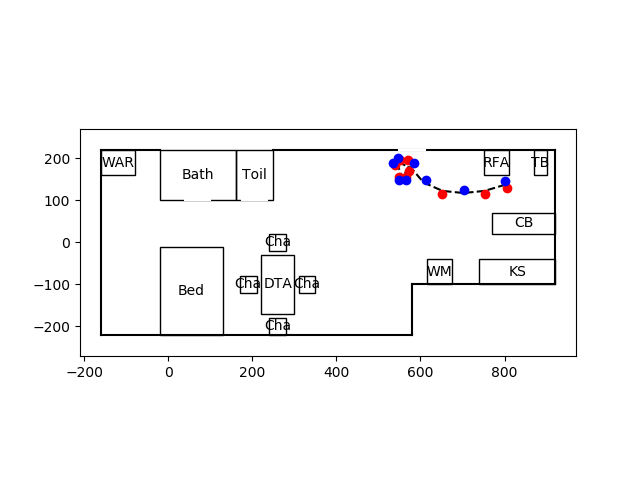 200
100
0
−100
−200
−200
0
200
400
600
800
WAR
Bath
Toil
RFA
TB
CB
Cha
Cha
DTA
Cha
Bed
WM
KS
Cha